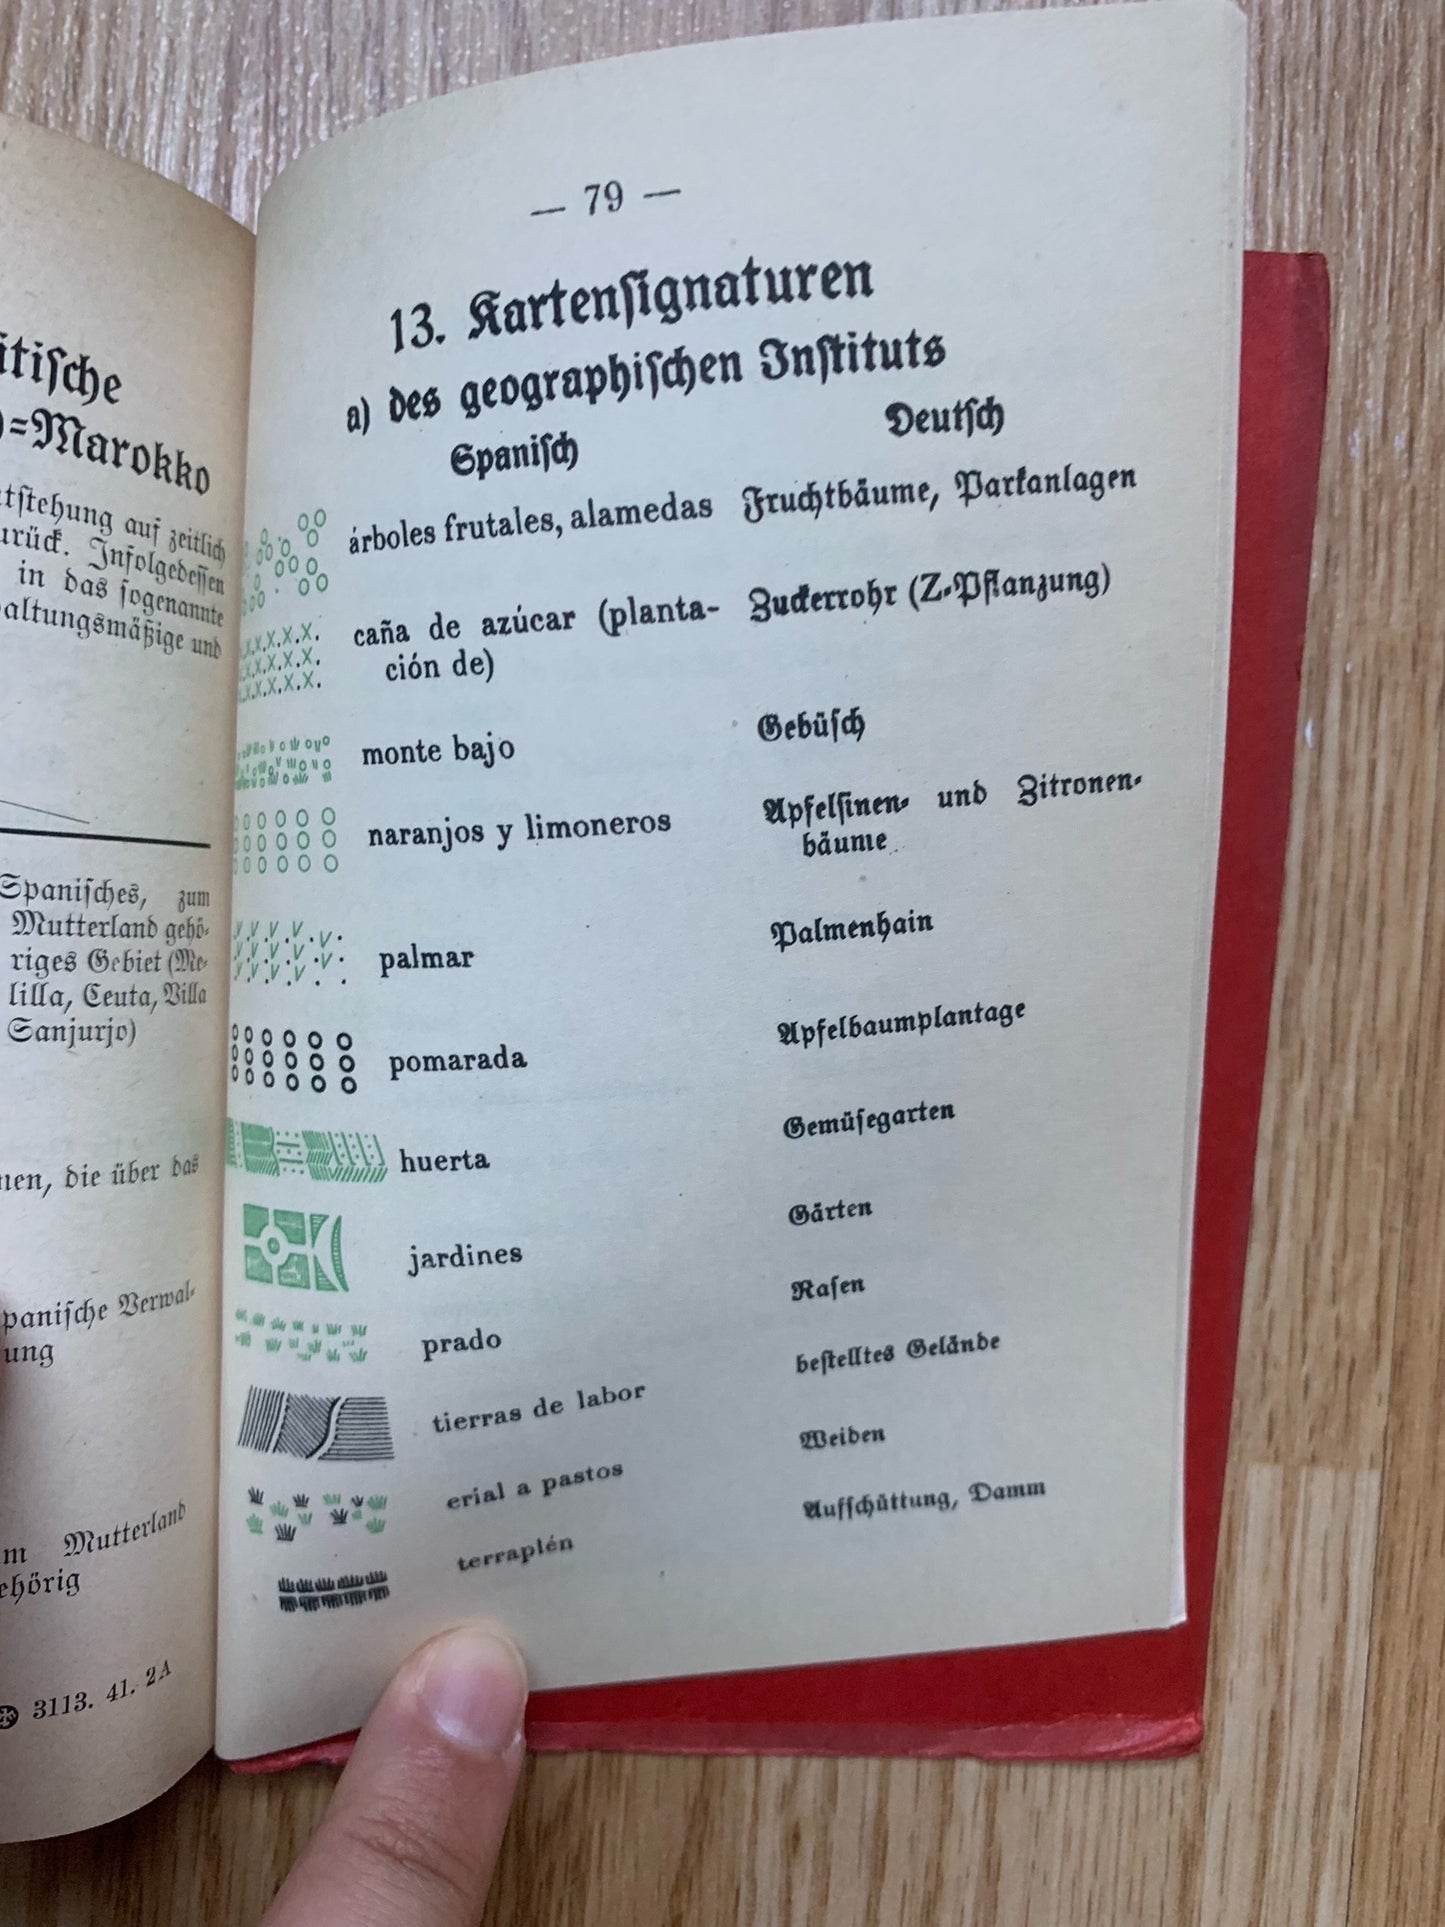 itische
=Marokko
tstehung auf zeitlich
urück. Infolgedessen
in das sogenannte
altungsmäßige und
Spanisches, zum
Mutterland gehö-
riges Gebiet (Me-
lilla, Ceuta, Villa
Sanjurjo)
nen, die über das
panische Verwal-
ung
m Mutterland
ehörig
3113. 41. 2A
— 79 —
13. Kartensignaturen
a) des geographischen Instituts
Spanisch Deutsch
árboles frutales, alamedas Fruchtbäume, Parkanlagen
caña de azúcar (planta- Zuckerrohr (Z.-Pflanzung)
ción de)
monte bajo Gebüsch
naranjos y limoneros Apfelsinen- und Zitronen-
bäume
palmar Palmenhain
pomarada Apfelbaumplantage
huerta Gemüsegarten
jardines Gärten
prado Rasen
tierras de labor bestelltes Gelände
erial a pastos Weiden
terraplén Aufschüttung, Damm